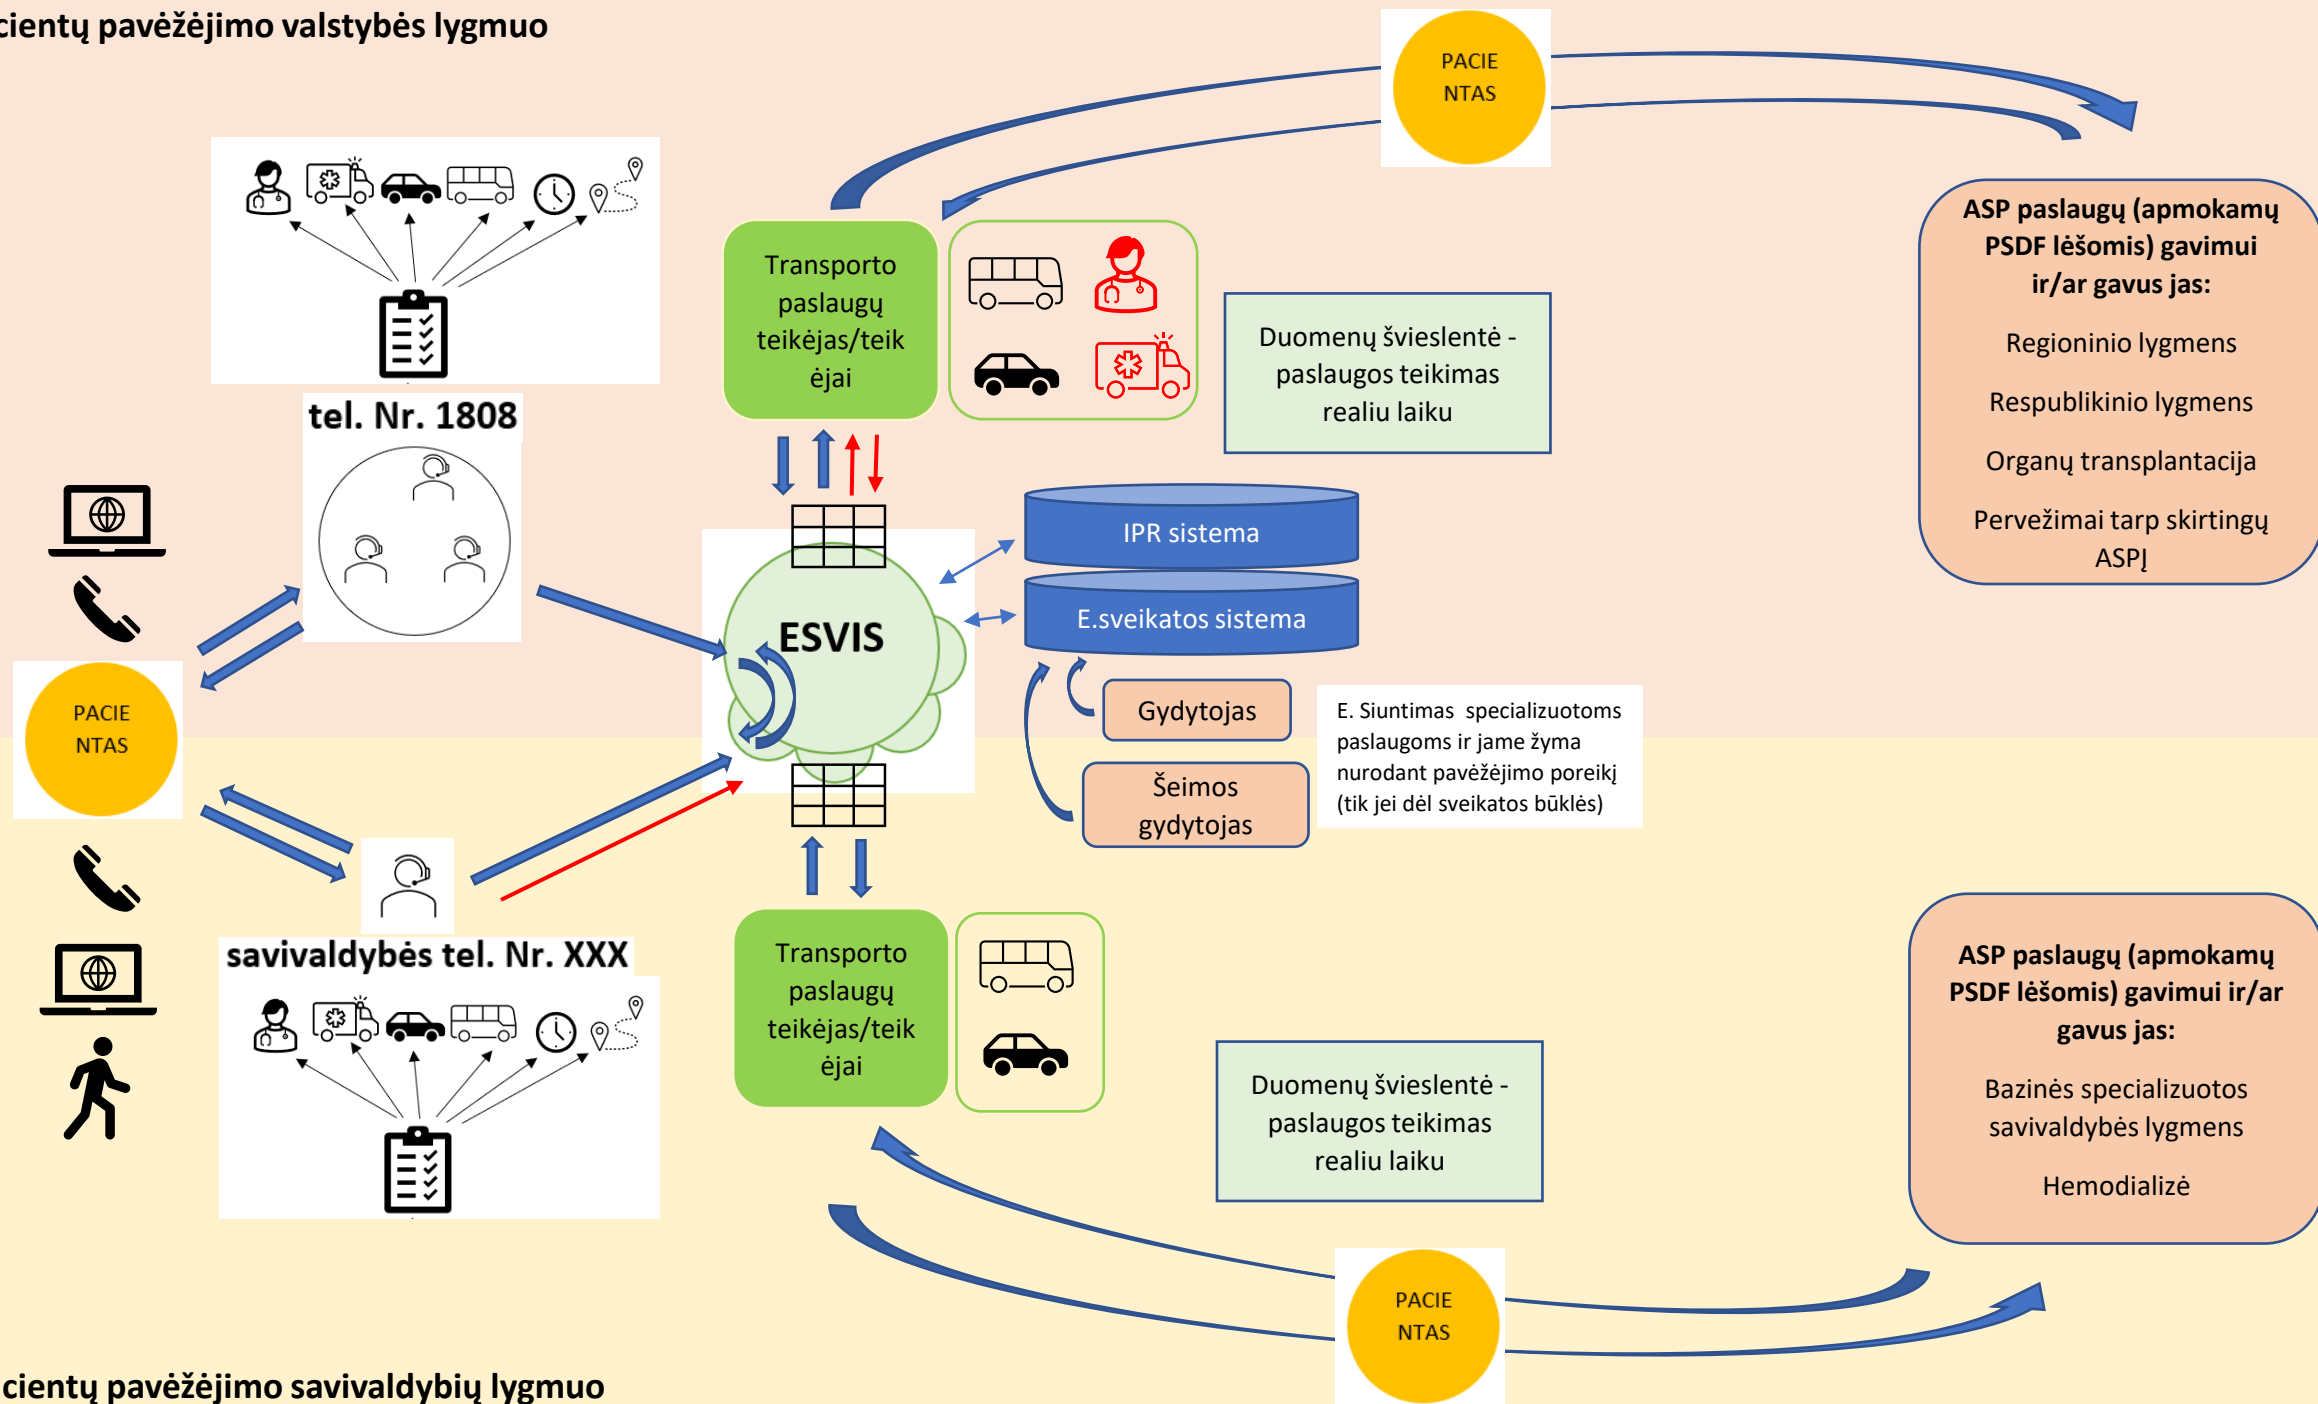 cientų pavėžėjimo valstybės lygmuo
PACIE
NTAS
tel. Nr. 1808
Transporto
paslaugų
teikėjas/teik
ėjai
Duomenų švieslentė -
paslaugos teikimas
realiu laiku
ASP paslaugų (apmokamų
PSDF lėšomis) gavimui
ir/ar gavus jas:
Regioninio lygmens
Respublikinio lygmens
Organų transplantacija
Pervežimai tarp skirtingų
ASPĮ
IPR sistema
E.sveikatos sistema
ESVIS
PACIE
NTAS
Gydytojas
Šeimos
gydytojas
E. Siuntimas  specializuotoms
paslaugoms ir jame žyma
nurodant pavėžėjimo poreikį
(tik jei dėl sveikatos būklės)
savivaldybės tel. Nr. XXX
Transporto
paslaugų
teikėjas/teik
ėjai
Duomenų švieslentė -
paslaugos teikimas
realiu laiku
ASP paslaugų (apmokamų
PSDF lėšomis) gavimui ir/ar
gavus jas:
Bazinės specializuotos
savivaldybės lygmens
Hemodializė
PACIE
NTAS
cientų pavėžėjimo savivaldybių lygmuo